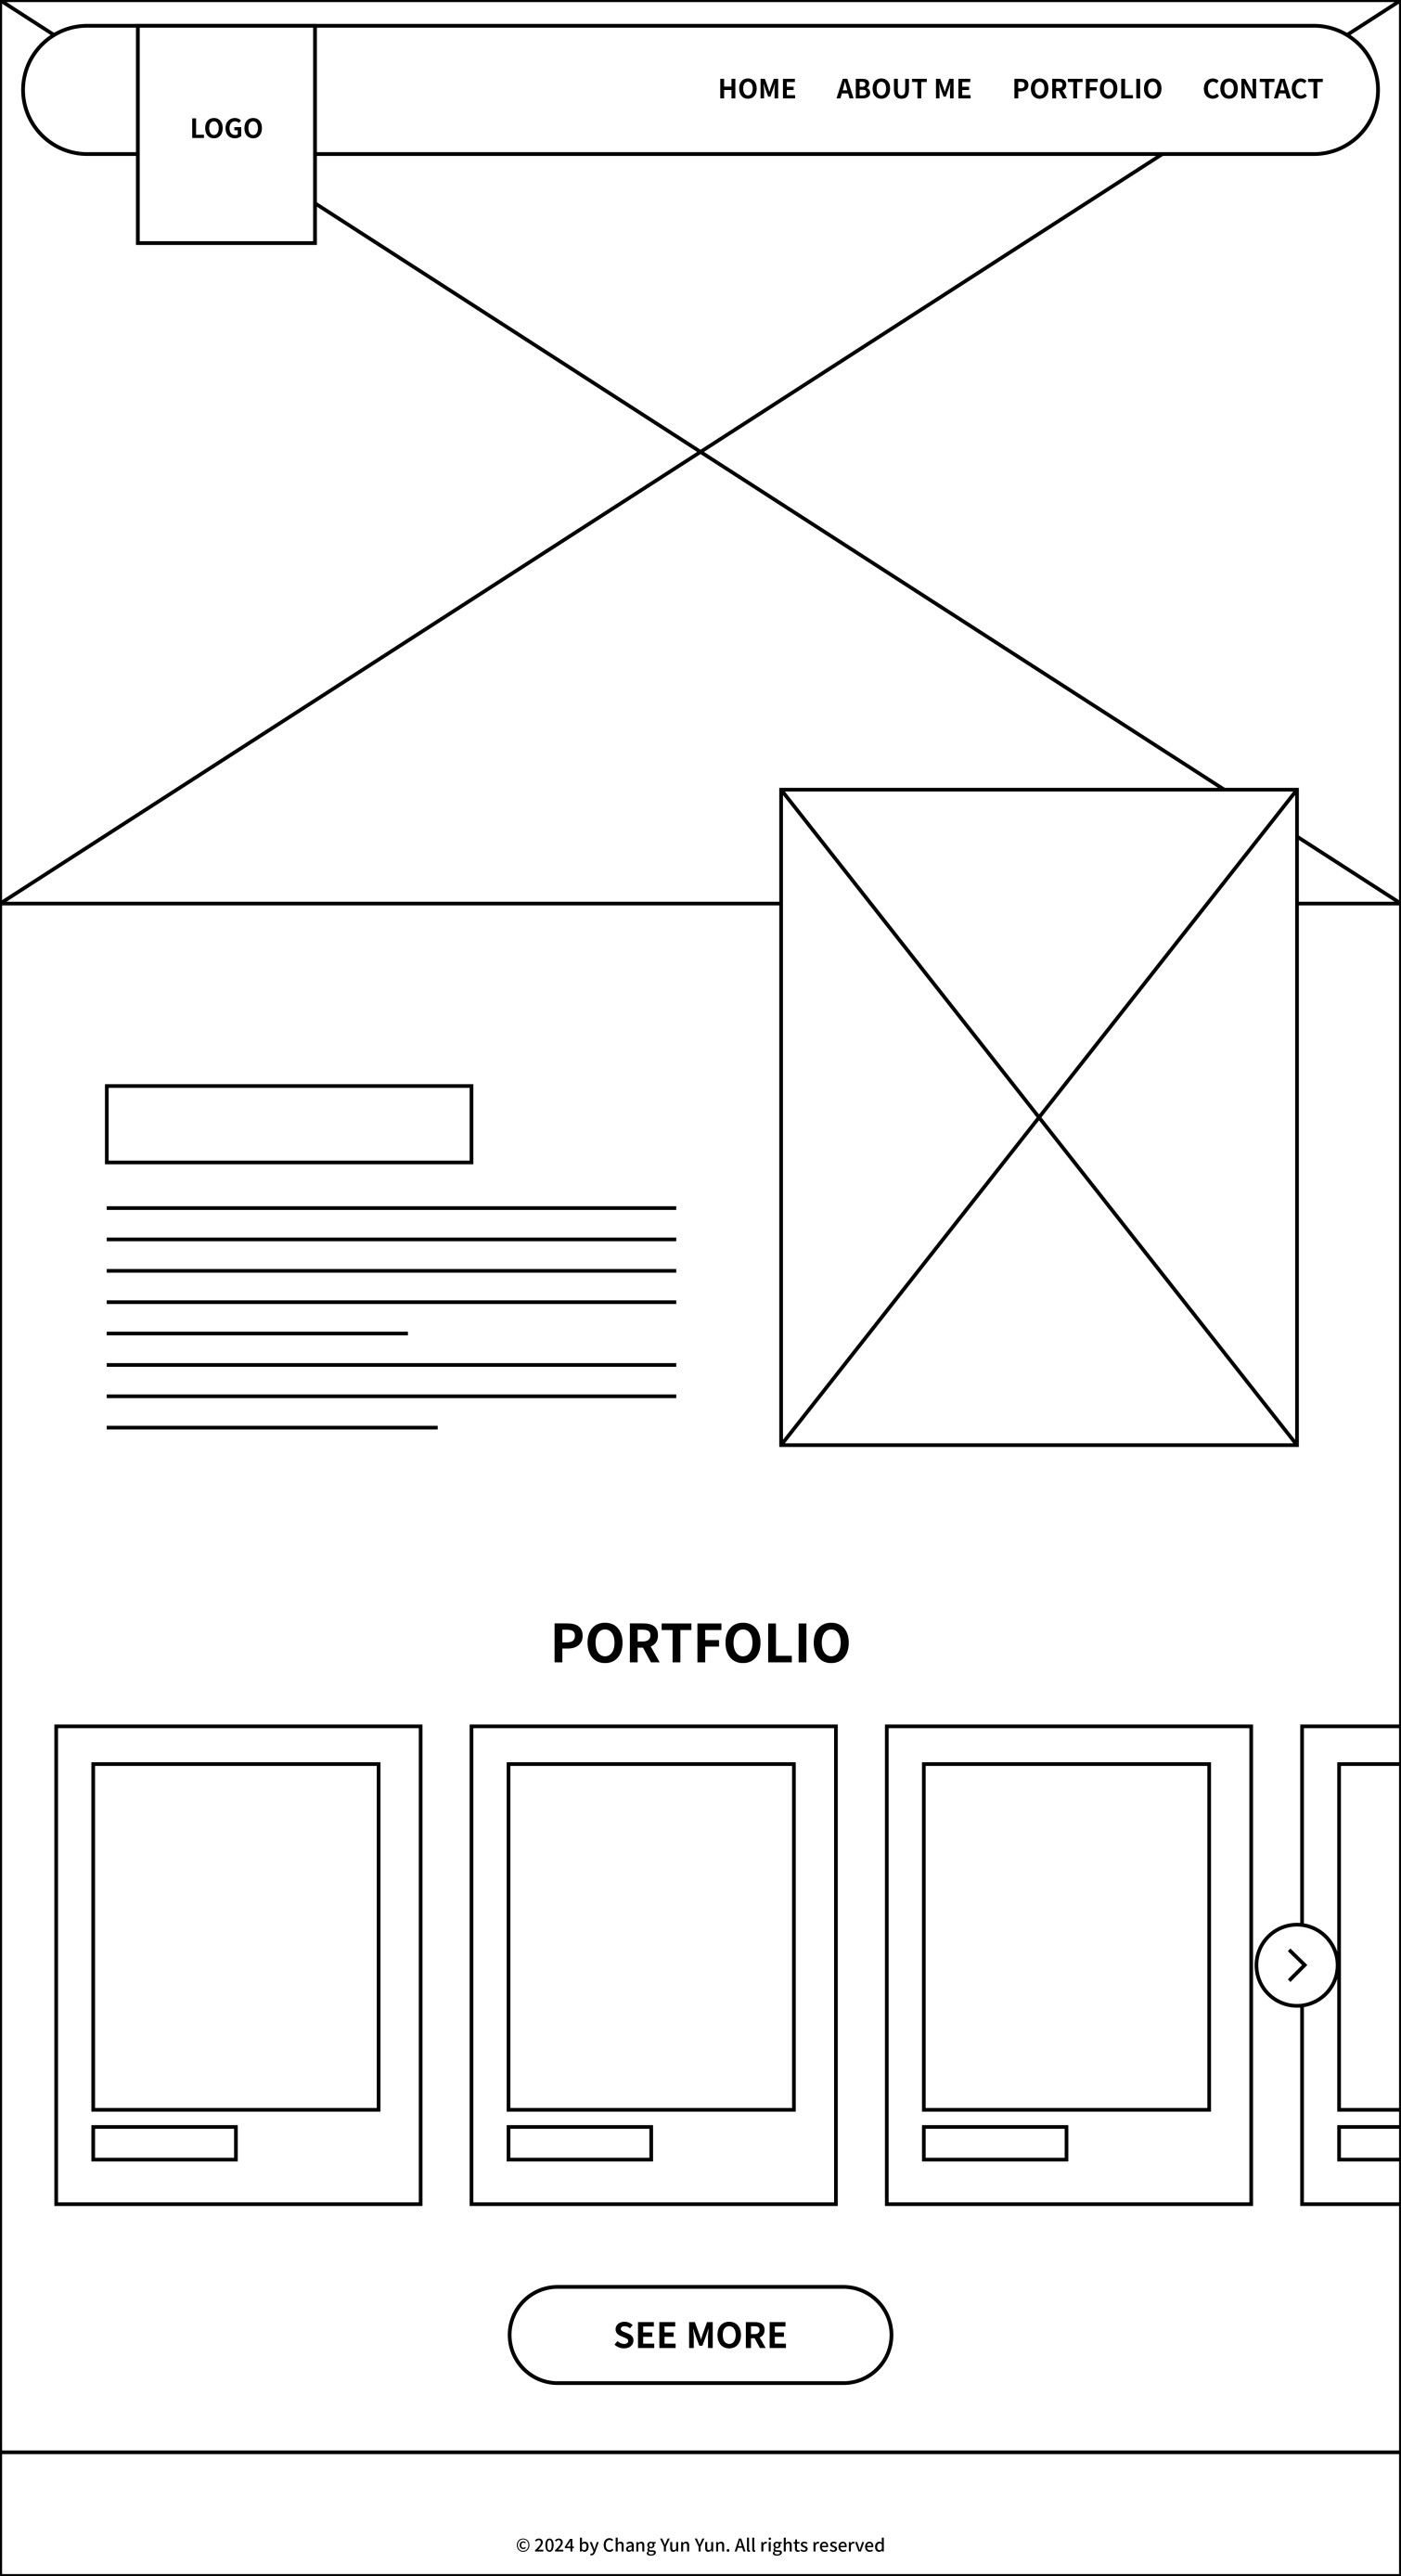 LOGO
HOME ABOUT ME PORTFOLIO CONTACT
PORTFOLIO
SEE MORE
© 2024 by Chang Yun Yun. All rights reserved